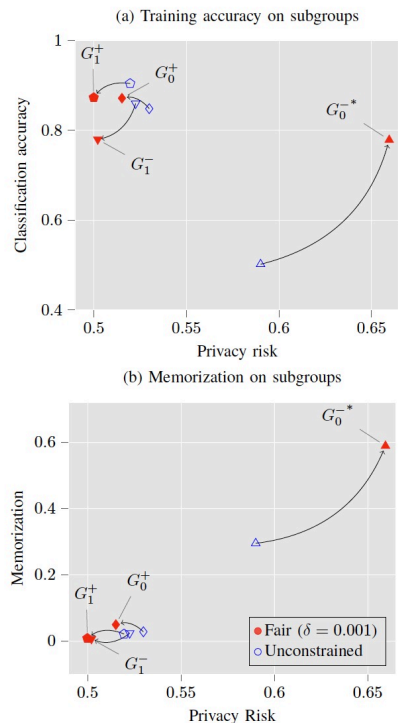 (a) Training accuracy on subgroups
1
0.8
0.6
0.4
Classification accuracy
G₁⁺
G₀⁺
G₁⁻
G₀⁻*
0.5 0.55 0.6 0.65
Privacy risk
(b) Memorization on subgroups
0.6
0.4
0.2
0
Memorization
G₀⁻*
G₁⁺
G₀⁺
G₁⁻
Fair (δ = 0.001)
Unconstrained
0.5 0.55 0.6 0.65
Privacy Risk